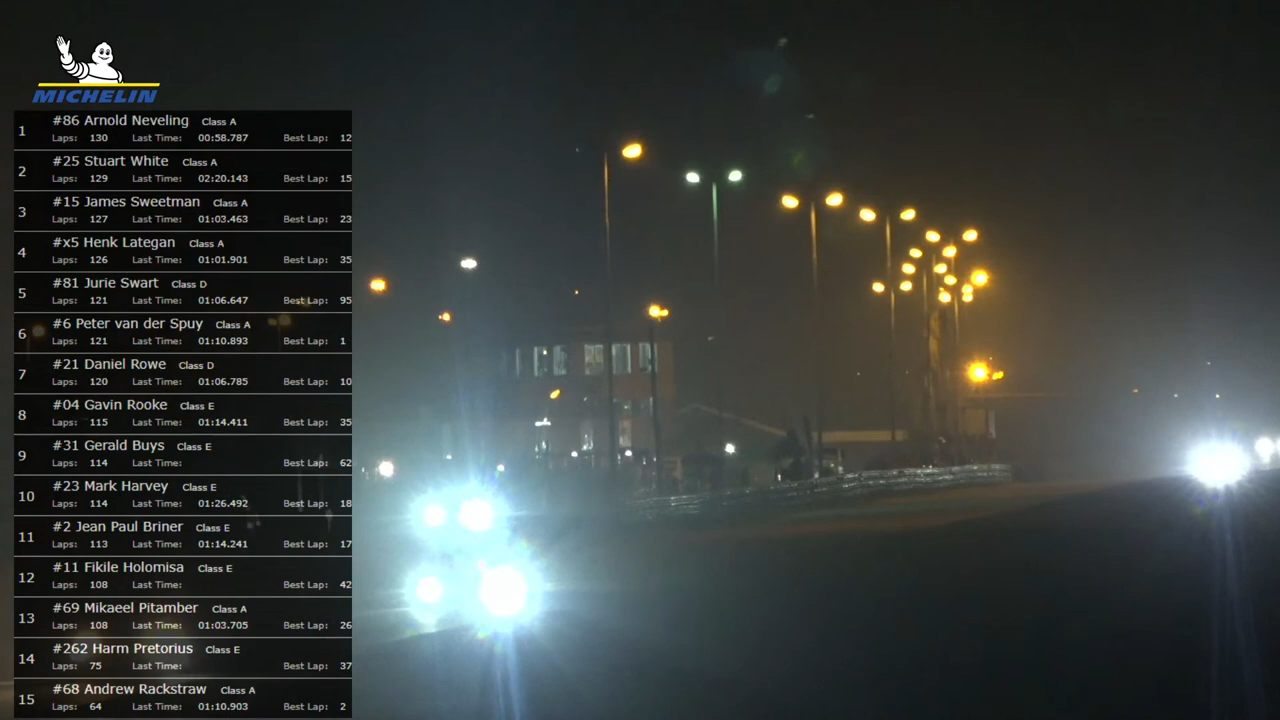 MICHELIN
1 #86 Arnold Neveling Class A
Laps: 130 Last Time: 00:58.787 Best Lap: 12
2 #25 Stuart White Class A
Laps: 129 Last Time: 02:20.143 Best Lap: 15
3 #15 James Sweetman Class A
Laps: 127 Last Time: 01:03.463 Best Lap: 23
4 #x5 Henk Lategan Class A
Laps: 126 Last Time: 01:01.901 Best Lap: 35
5 #81 Jurie Swart Class D
Laps: 121 Last Time: 01:06.647 Best Lap: 95
6 #6 Peter van der Spuy Class A
Laps: 121 Last Time: 01:10.893 Best Lap: 1
7 #21 Daniel Rowe Class D
Laps: 120 Last Time: 01:06.785 Best Lap: 10
8 #04 Gavin Rooke Class E
Laps: 115 Last Time: 01:14.411 Best Lap: 35
9 #31 Gerald Buys Class E
Laps: 114 Last Time: Best Lap: 62
10 #23 Mark Harvey Class E
Laps: 114 Last Time: 01:26.492 Best Lap: 18
11 #2 Jean Paul Briner Class E
Laps: 113 Last Time: 01:14.241 Best Lap: 17
12 #11 Fikile Holomisa Class E
Laps: 108 Last Time: Best Lap: 42
13 #69 Mikaeel Pitamber Class A
Laps: 108 Last Time: 01:03.705 Best Lap: 26
14 #262 Harm Pretorius Class E
Laps: 75 Last Time: Best Lap: 37
15 #68 Andrew Rackstraw Class A
Laps: 64 Last Time: 01:10.903 Best Lap: 2